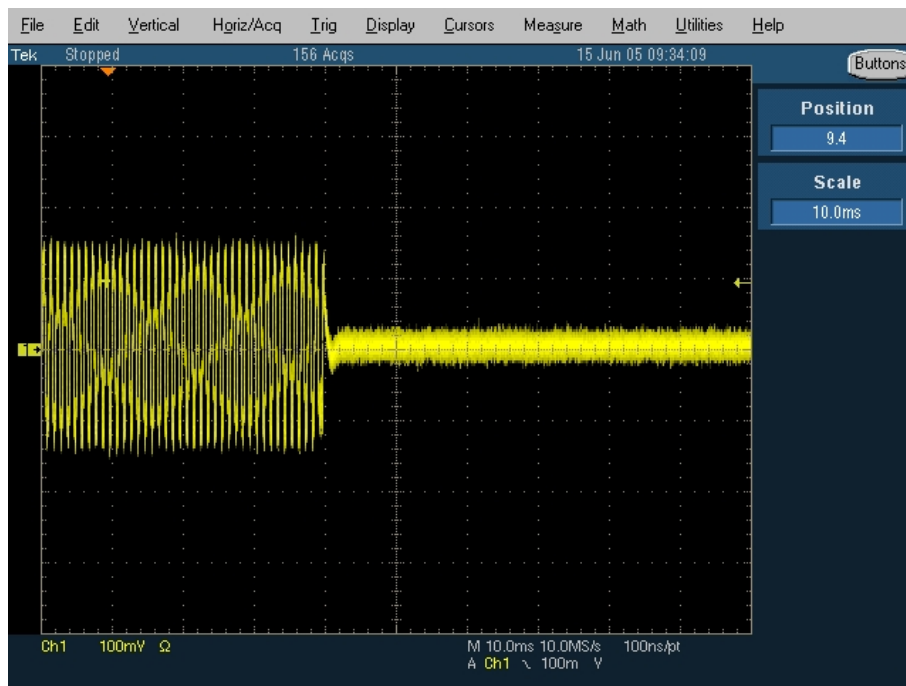 File Edit Vertical Horiz/Acq Trig Display Cursors Measure Math Utilities Help
Tek Stopped 156 Acqs 15 Jun 05 09:34:09
Buttons
Position
9.4
Scale
10.0ms
1
Ch1 100mV Ω
M 10.0ms 10.0MS/s 100ns/pt
A Ch1 \ 100m V